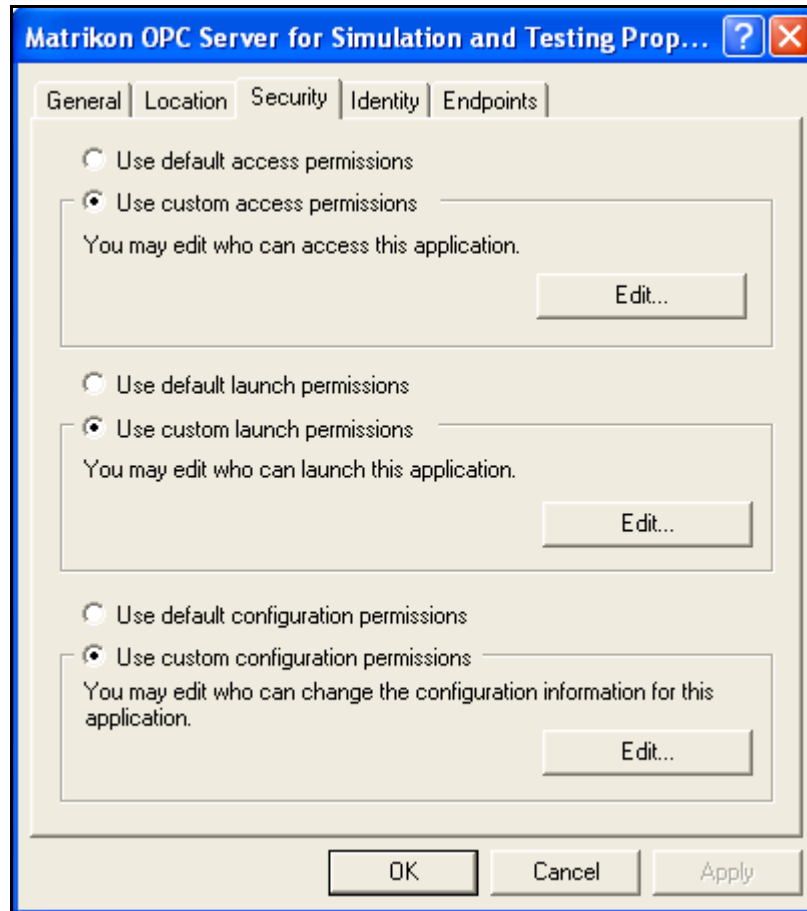 Matrikon OPC Server for Simulation and Testing Prop...
General Location Security Identity Endpoints
Use default access permissions
Use custom access permissions
You may edit who can access this application.
Edit...
Use default launch permissions
Use custom launch permissions
You may edit who can launch this application.
Edit...
Use default configuration permissions
Use custom configuration permissions
You may edit who can change the configuration information for this
application.
Edit...
OK Cancel Apply